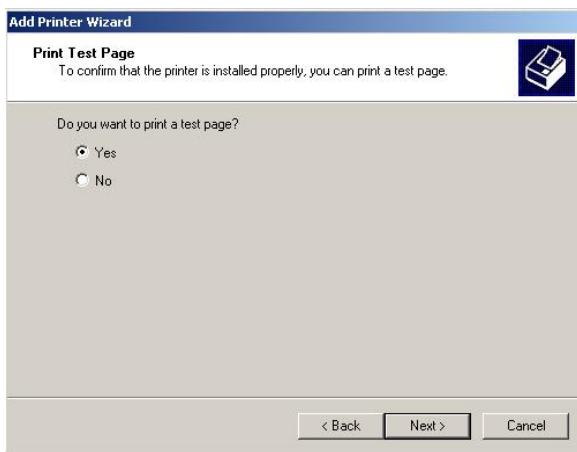 Add Printer Wizard
Print Test Page
To confirm that the printer is installed properly, you can print a test page.
Do you want to print a test page?
Yes
No
< Back
Next >
Cancel